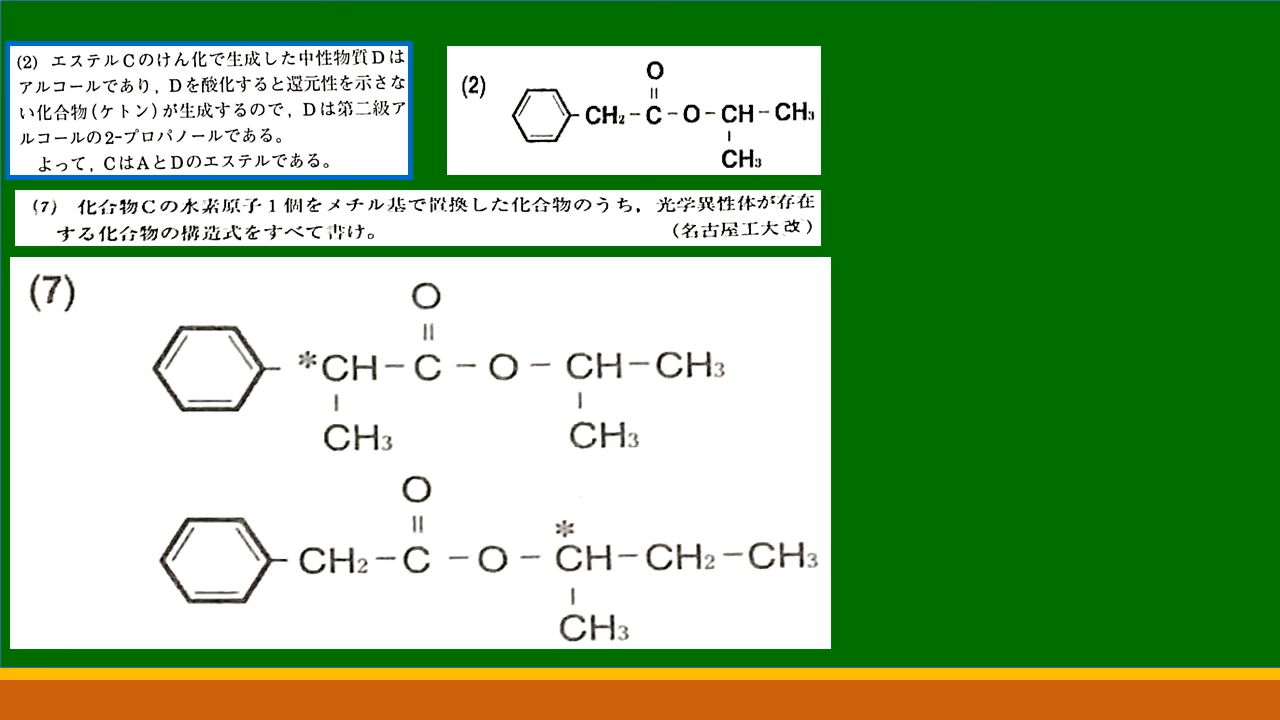 (2) エステルCのけん化で生成した中性物質Dは
アルコールであり，Dを酸化すると還元性を示さな
い化合物(ケトン)が生成するので，Dは第二級ア
ルコールの2-プロパノールである。
よって，CはAとDのエステルである。
(2)
O
CH₂-C-O-CH-CH₃
CH₃
(7) 化合物Cの水素原子1個をメチル基で置換した化合物のうち，光学異性体が存在
する化合物の構造式をすべて書け。 (名古屋工大 改)
(7)
O
*CH-C-O-CH-CH₃
CH₃ CH₃
O
*
CH₂-C-O-CH-CH₂-CH₃
CH₃